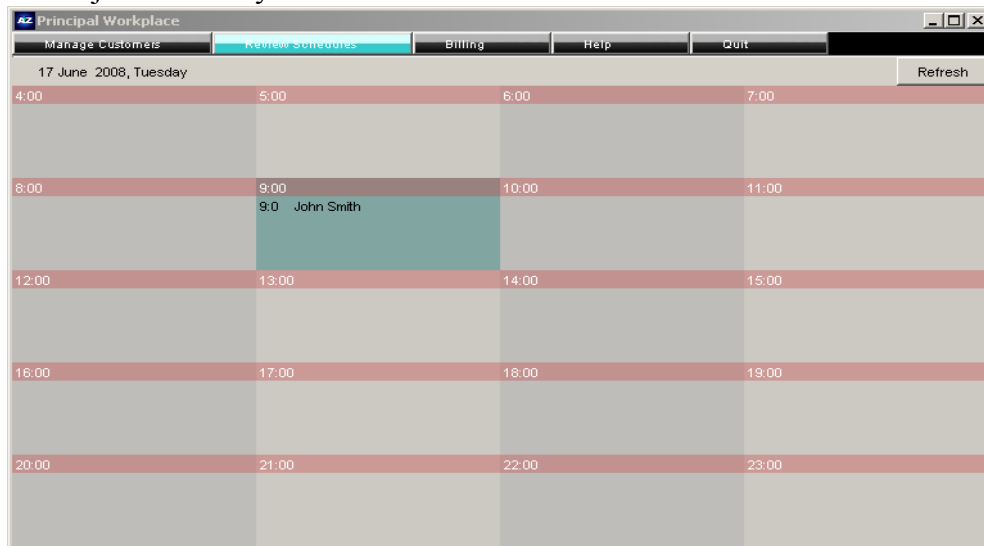 AZ Principal Workplace
Manage Customers Review Schedules Billing Help Quit
17 June 2008, Tuesday Refresh
4:00 5:00 6:00 7:00
8:00 9:00 10:00 11:00
9:0 John Smith
12:00 13:00 14:00 15:00
16:00 17:00 18:00 19:00
20:00 21:00 22:00 23:00